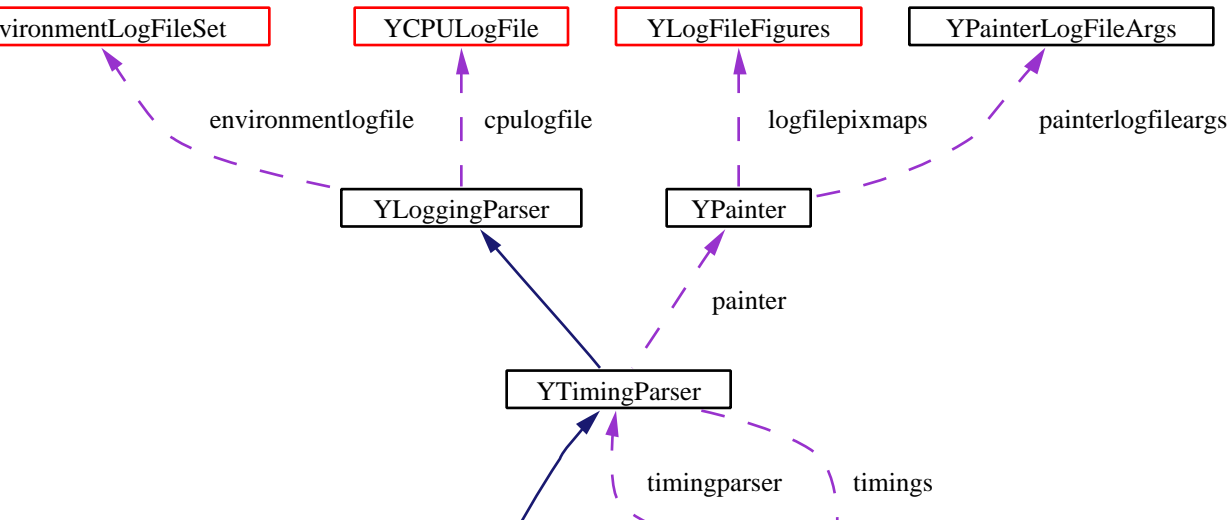 vironmentLogFileSet
YCPULogFile
YLogFileFigures
YPainterLogFileArgs
environmentlogfile
cpulogfile
logfilepixmaps
painterlogfileargs
YLoggingParser
YPainter
painter
YTimingParser
timingparser
timings